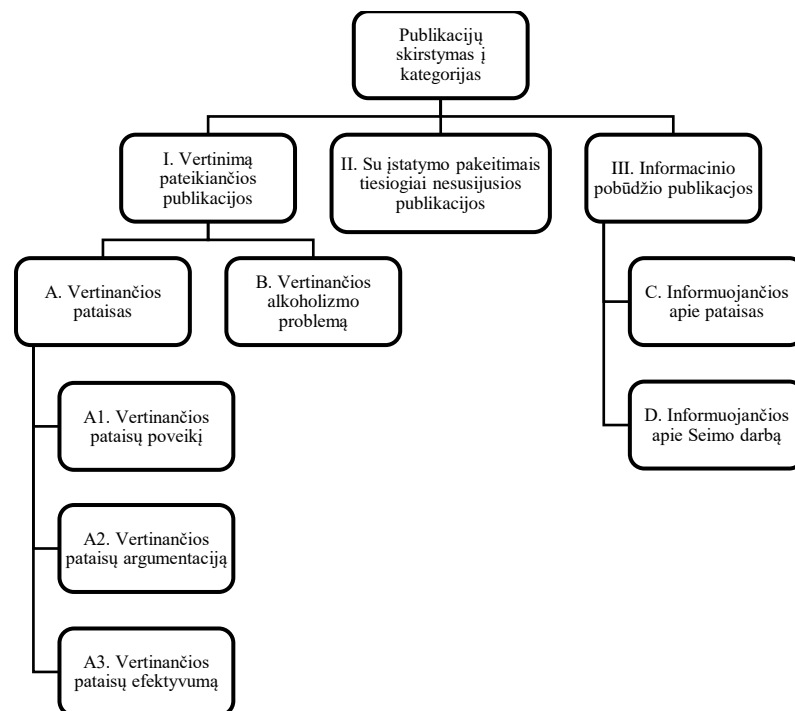 Publikacijų
skirstymas į
kategorijas
I. Vertinimą
pateikiančios
publikacijos
II. Su įstatymo pakeitimais
tiesiogiai nesusijusios
publikacijos
III. Informacinio
pobūdžio publikacjos
A. Vertinančios
pataisas
B. Vertinančios
alkoholizmo
problemą
C. Informuojančios
apie pataisas
A1. Vertinančios
pataisų poveikį
D. Informuojančios
apie Seimo darbą
A2. Vertinančios
pataisų argumentaciją
A3. Vertinančios
pataisų efektyvumą